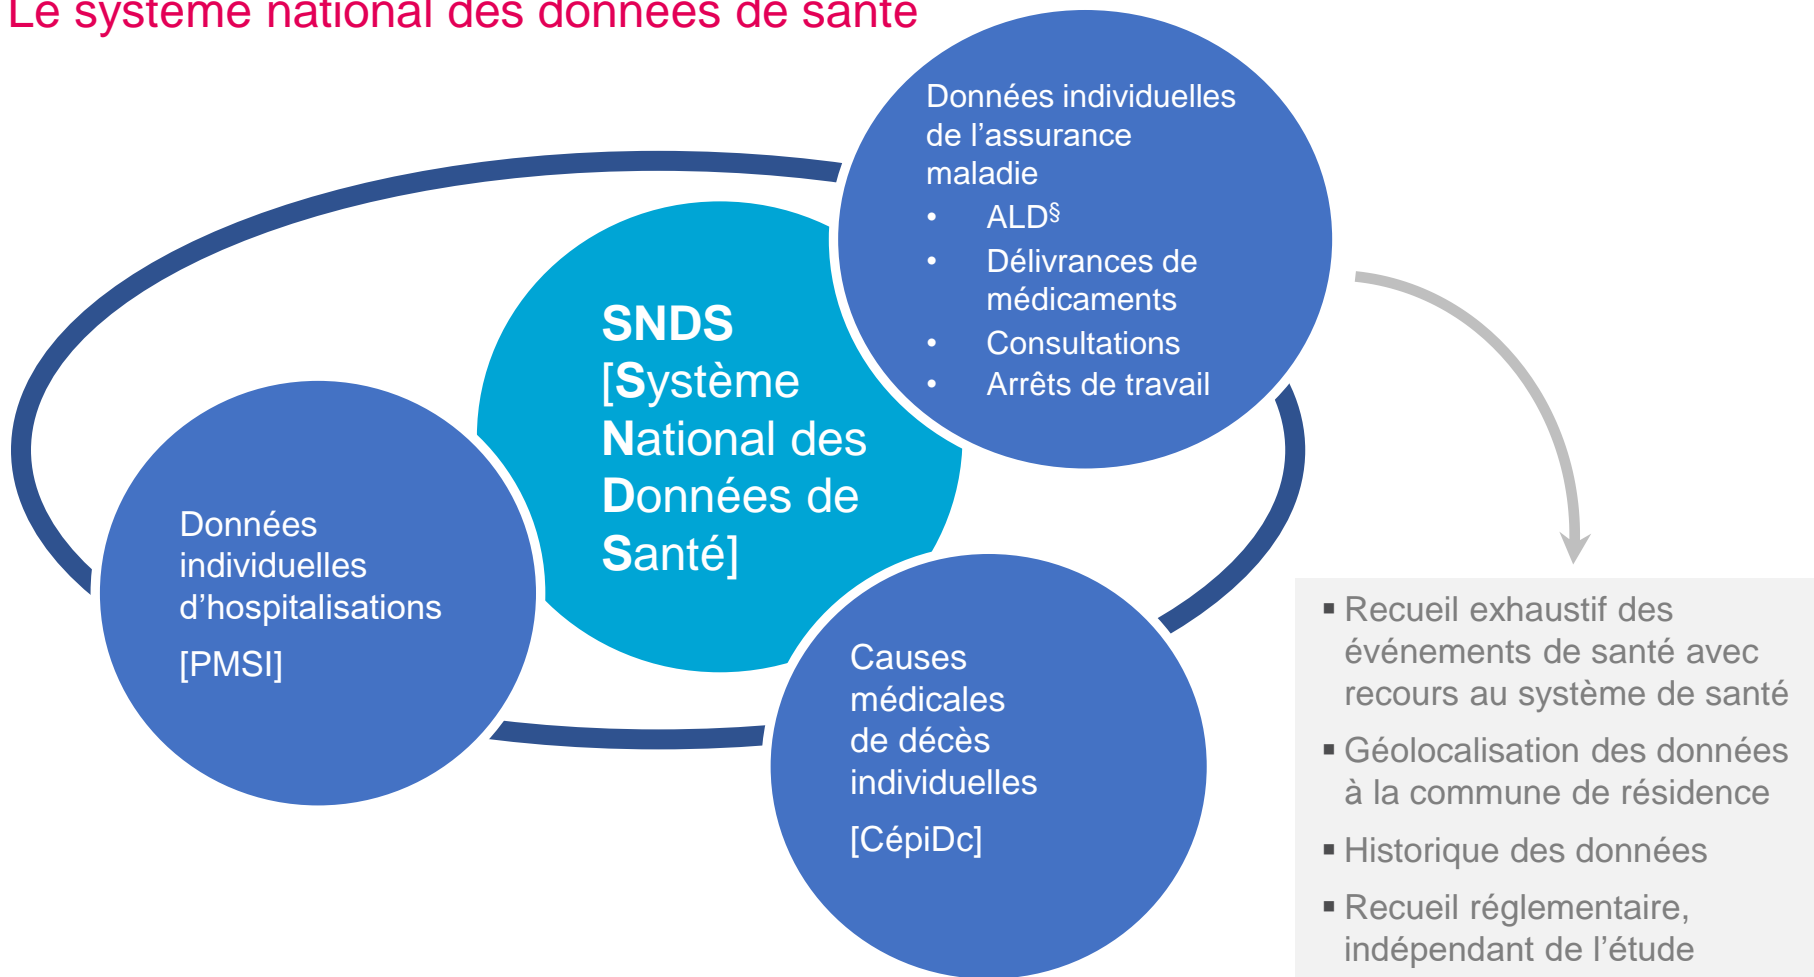 Le système national des données de santé
Données individuelles
de l’assurance
maladie
• ALD§
• Délivrances de
médicaments
• Consultations
• Arrêts de travail
SNDS
[Système
National des
Données de
Santé]
Données
individuelles
d’hospitalisations
[PMSI]
Causes
médicales
de décès
individuelles
[CépiDc]
▪ Recueil exhaustif des
événements de santé avec
recours au système de santé
▪ Géolocalisation des données
à la commune de résidence
▪ Historique des données
▪ Recueil réglementaire,
indépendant de l’étude